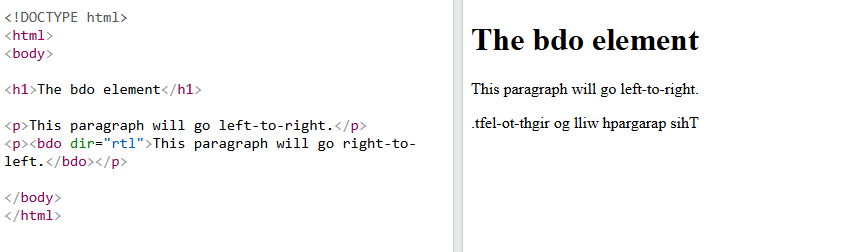 <!DOCTYPE html>
<html>
<body>
<h1>The bdo element</h1>
<p>This paragraph will go left-to-right.</p>
<p><bdo dir="rtl">This paragraph will go right-to-
left.</bdo></p>
</body>
</html>
The bdo element
This paragraph will go left-to-right.
.tfel-ot-thgir og lliw hpargarap sihT